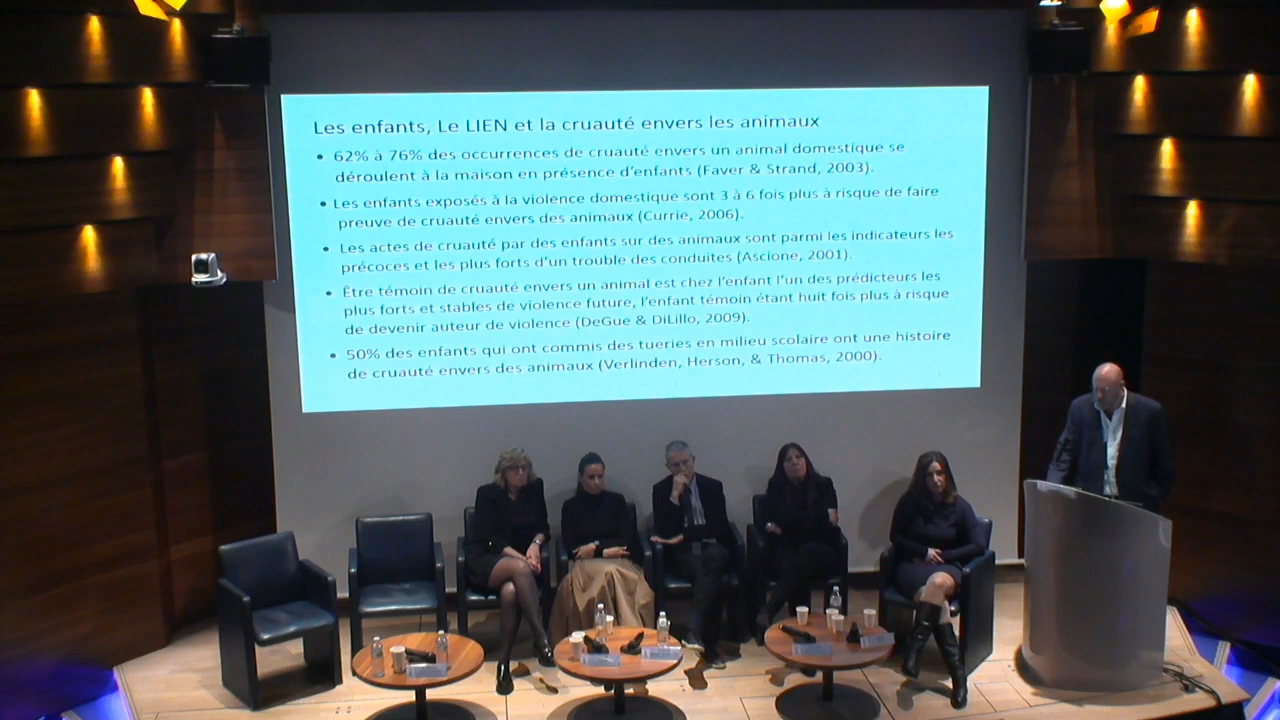 Les enfants, Le LIEN et la cruauté envers les animaux
• 62% à 76% des occurrences de cruauté envers un animal domestique se
déroulent à la maison en présence d'enfants (Faver & Strand, 2003).
• Les enfants exposés à la violence domestique sont 3 à 6 fois plus à risque de faire
preuve de cruauté envers des animaux (Currie, 2006).
• Les actes de cruauté par des enfants sur des animaux sont parmi les indicateurs les
précoces et les plus forts d'un trouble des conduites (Ascione, 2001).
• Être témoin de cruauté envers un animal est chez l'enfant l'un des prédicteurs les
plus forts et stables de violence future, l'enfant témoin étant huit fois plus à risque
de devenir auteur de violence (DeGue & DiLillo, 2009).
• 50% des enfants qui ont commis des tueries en milieu scolaire ont une histoire
de cruauté envers des animaux (Verlinden, Herson, & Thomas, 2000).